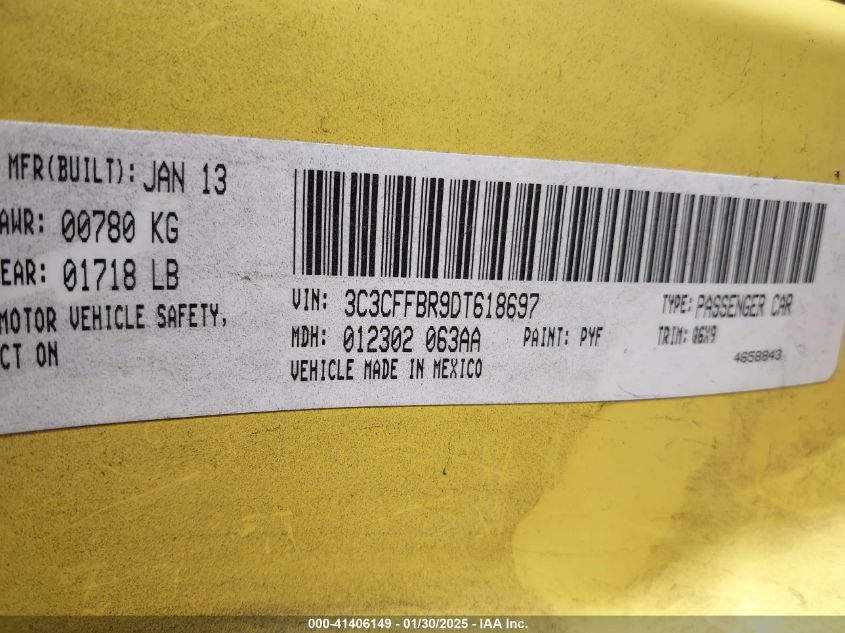 MFR(BUILT): JAN 13
AWR: 00780 KG
EAR: 01718 LB
MOTOR VEHICLE SAFETY,
CT ON
VIN: 3C3CFFBR9DT618697
TYPE: PASSENGER CAR
MDH: 012302 063AA
PAINT: PYF
TRIM: Q6X9
VEHICLE MADE IN MEXICO
4658843
000-41406149 - 01/30/2025 - IAA Inc.